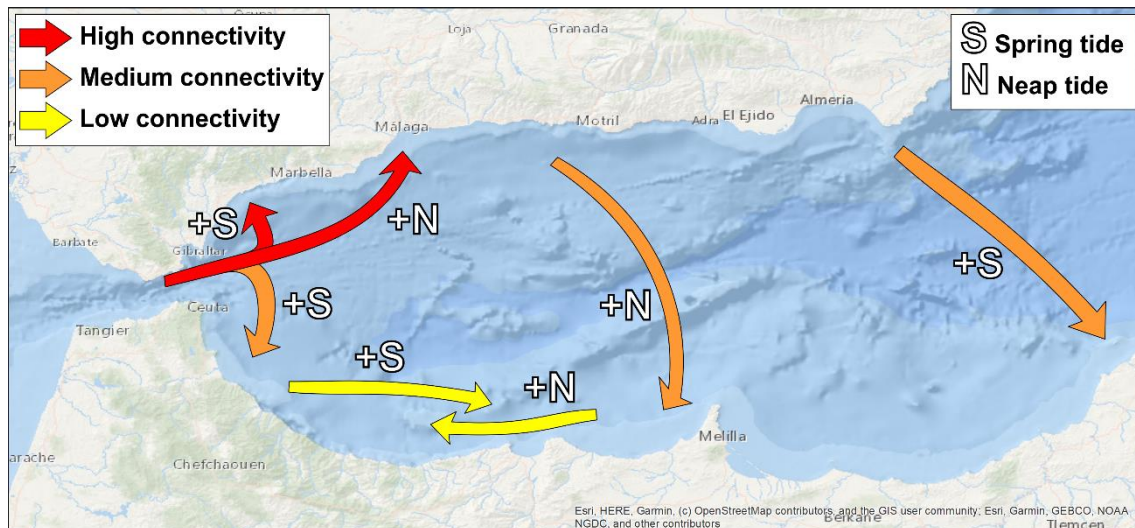 High connectivity
Medium connectivity
Low connectivity
S Spring tide
N Neap tide
Loja
Granada
Almería
El Ejido
Adra
Motril
Málaga
Marbella
+S
+N
Barbate
Gibraltar
+S
Ceuta
+S
+N
Tangier
+S
+N
Melilla
arache
Chefchaouen
Esri, HERE, Garmin, (c) OpenStreetMap contributors, and the GIS user community; Esri, Garmin, GEBCO, NOAA
NGDC, and other contributors
Berkane
Tlemcen